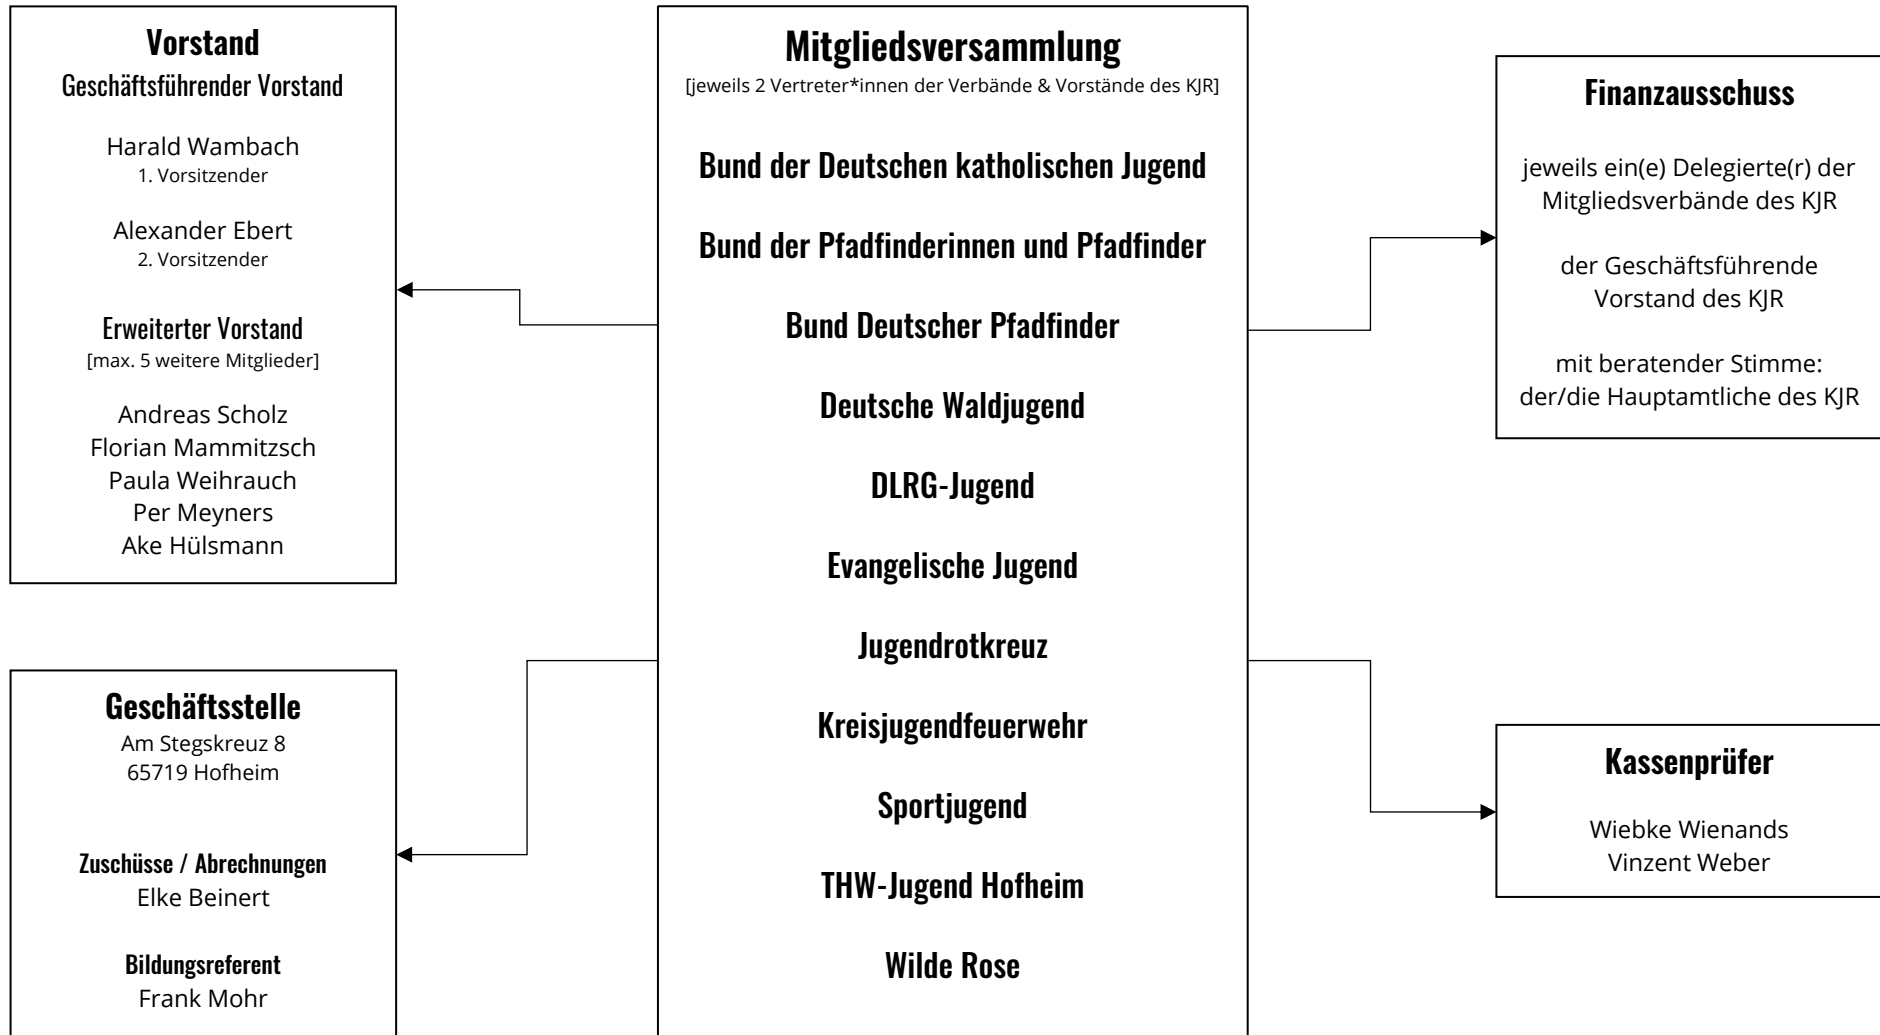 Vorstand
Geschäftsführender Vorstand
Harald Wambach
1. Vorsitzender
Alexander Ebert
2. Vorsitzender
Erweiterter Vorstand
[max. 5 weitere Mitglieder]
Andreas Scholz
Florian Mammitzsch
Paula Weihrauch
Per Meyners
Ake Hülsmann
Geschäftsstelle
Am Stegskreuz 8
65719 Hofheim
Zuschüsse / Abrechnungen
Elke Beinert
Bildungsreferent
Frank Mohr
Mitgliedsversammlung
[jeweils 2 Vertreter*innen der Verbände & Vorstände des KJR]
Bund der Deutschen katholischen Jugend
Bund der Pfadfinderinnen und Pfadfinder
Bund Deutscher Pfadfinder
Deutsche Waldjugend
DLRG-Jugend
Evangelische Jugend
Jugendrotkreuz
Kreisjugendfeuerwehr
Sportjugend
THW-Jugend Hofheim
Wilde Rose
Finanzausschuss
jeweils ein(e) Delegierte(r) der
Mitgliedsverbände des KJR
der Geschäftsführende
Vorstand des KJR
mit beratender Stimme:
der/die Hauptamtliche des KJR
Kassenprüfer
Wiebke Wienands
Vinzent Weber